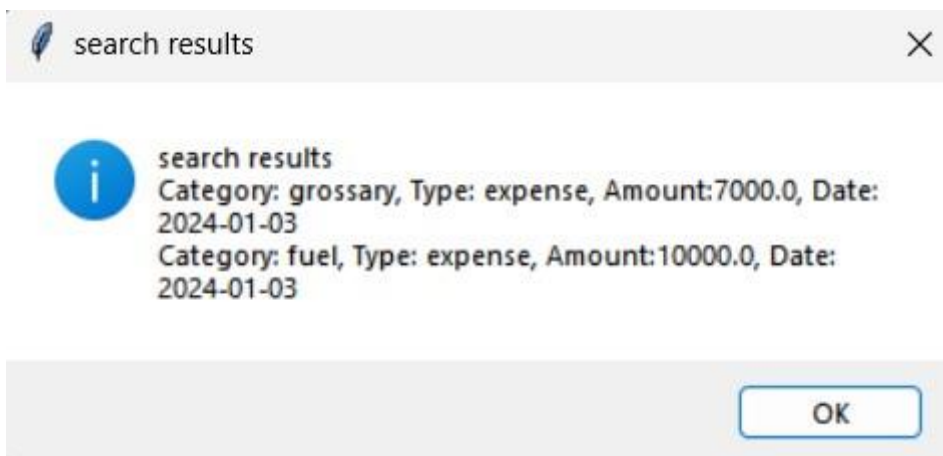 search results
search results
Category: grossary, Type: expense, Amount:7000.0, Date:
2024-01-03
Category: fuel, Type: expense, Amount:10000.0, Date:
2024-01-03
OK